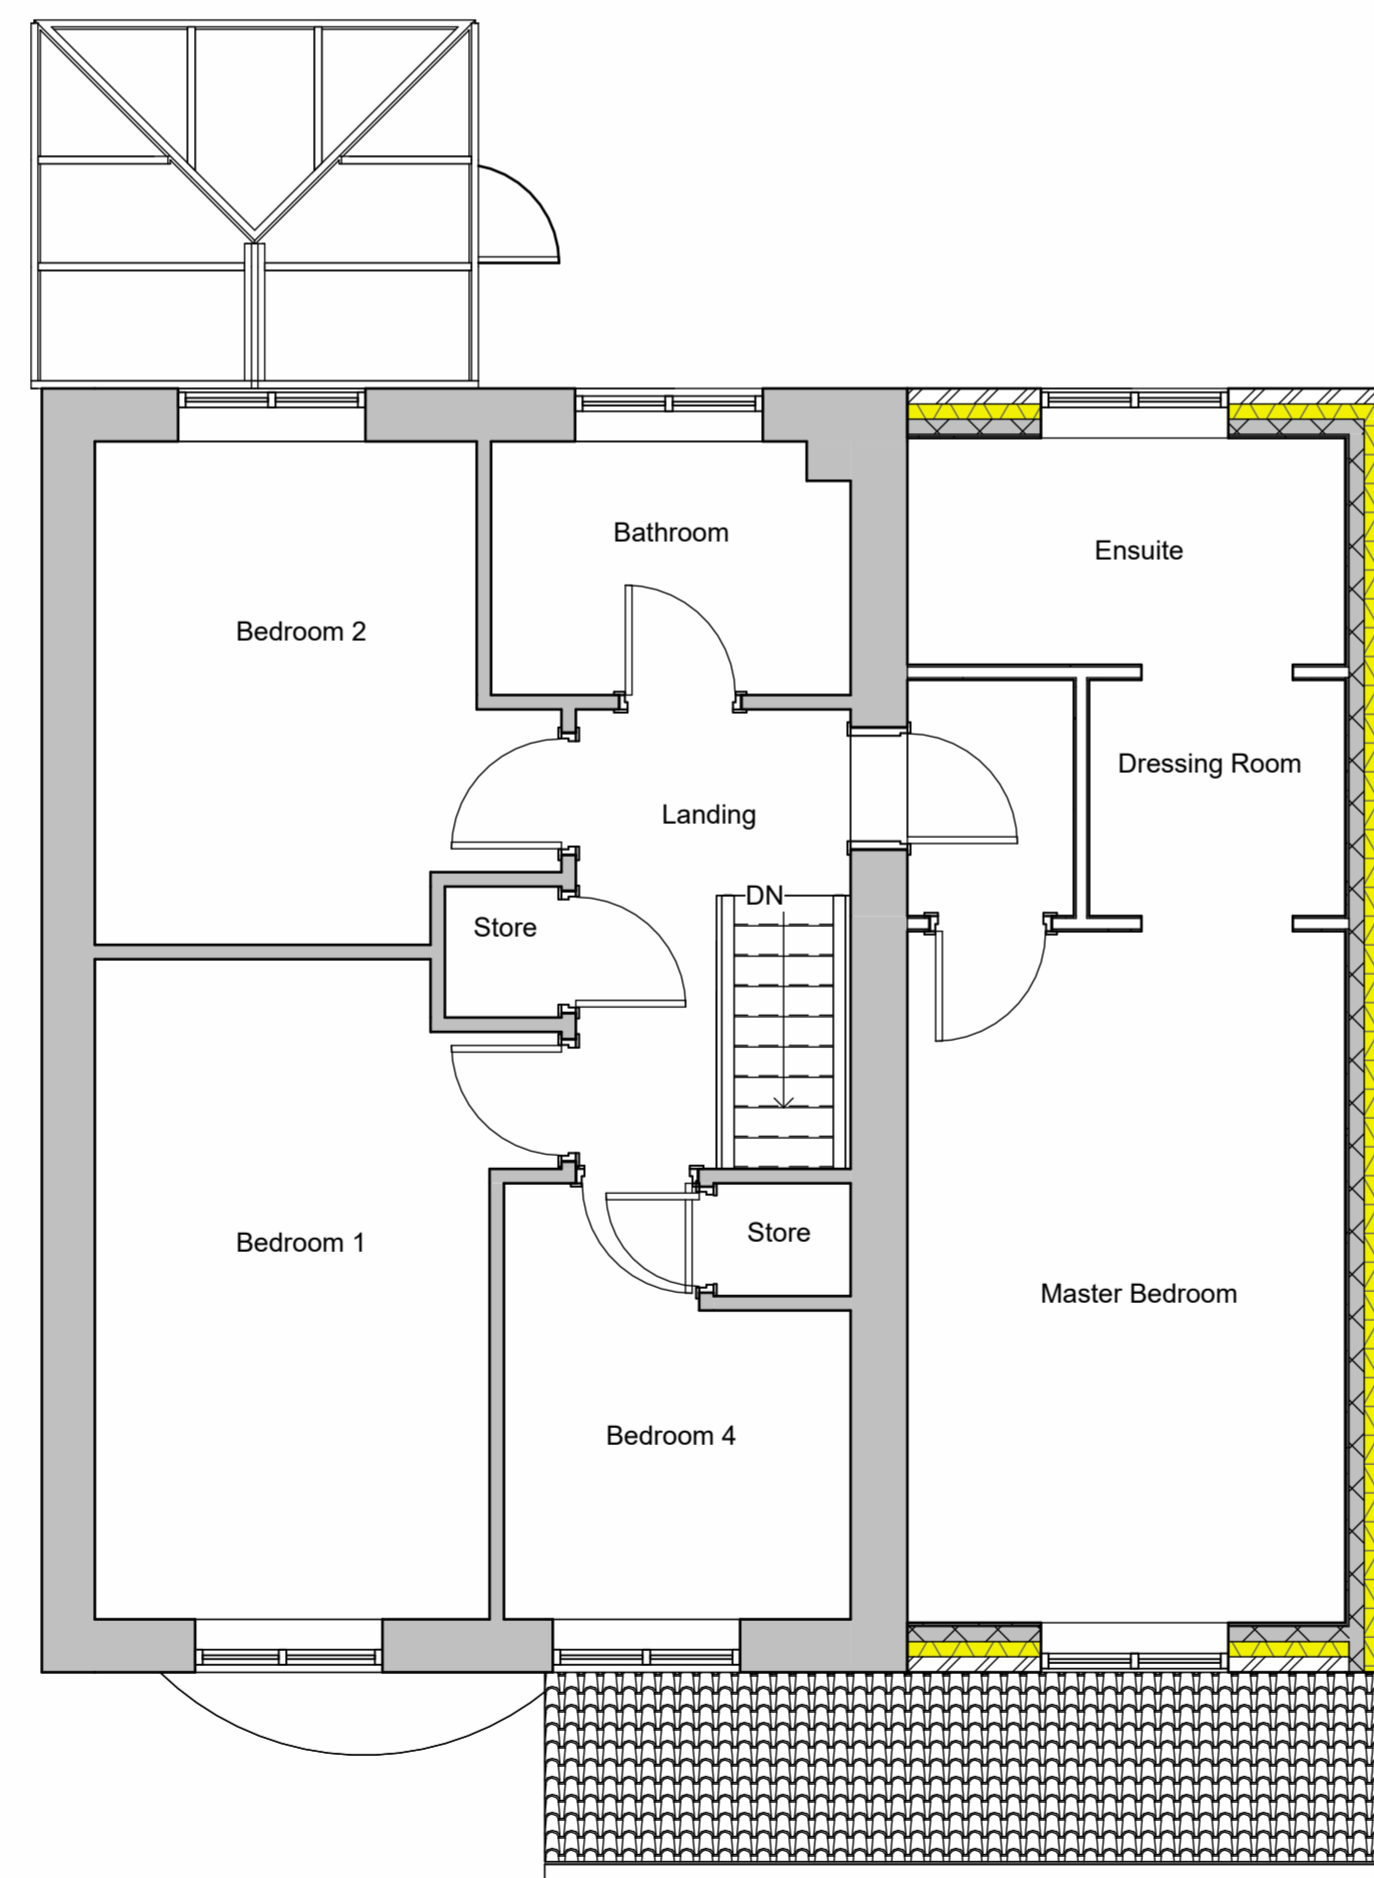 Bathroom
Ensuite
Bedroom 2
Dressing Room
Landing
DN
Store
Store
Bedroom 1
Master Bedroom
Bedroom 4